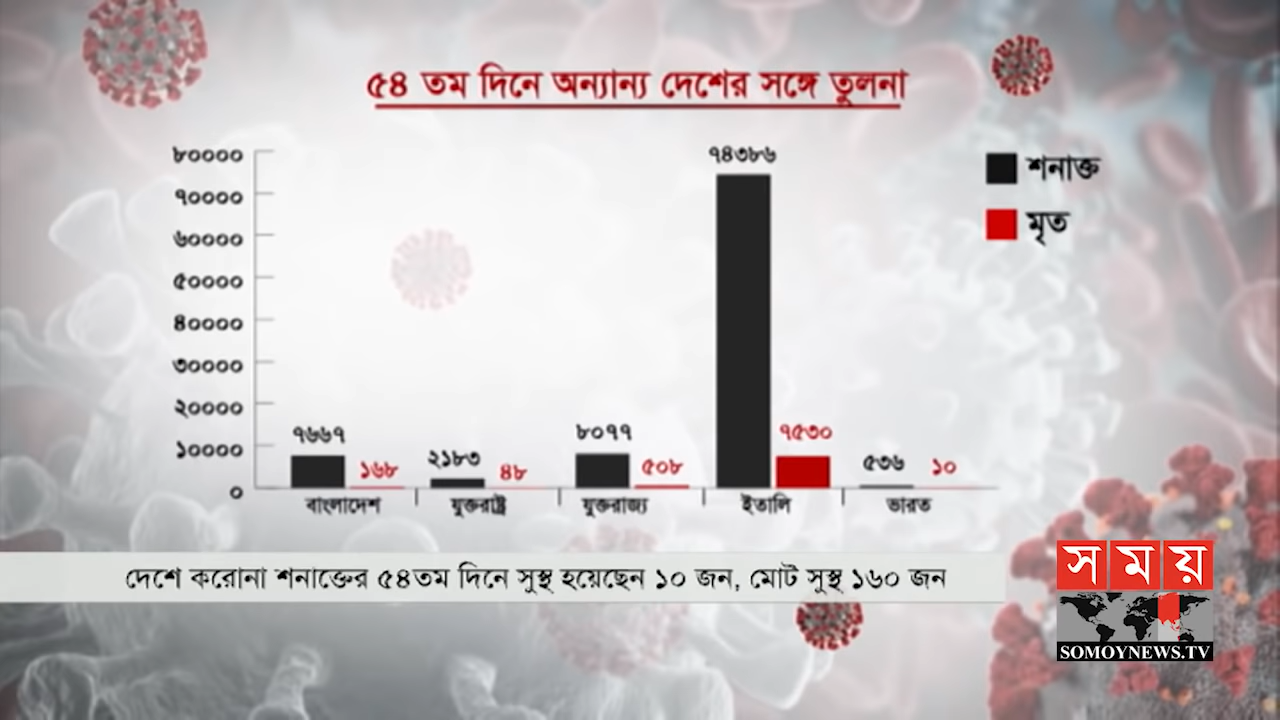 ৫৪ তম দিনে অন্যান্য দেশের সঙ্গে তুলনা
৮০০০০
৭০০০০
৬০০০০
৫০০০০
৪০০০০
৩০০০০
২০০০০
১০০০০
০
৭৬৬৭
১৬৮
২১৮৩
৪৮
৮০৭৭
৫০৮
৭৪৩৮৬
৭৫৩০
৫৩৬
১০
বাংলাদেশ
যুক্তরাষ্ট্র
যুক্তরাজ্য
ইতালি
ভারত
শনাক্ত
মৃত
দেশে করোনা শনাক্তের ৫৪তম দিনে সুস্থ হয়েছেন ১০ জন, মোট সুস্থ ১৬০ জন
সময়
SOMOYNEWS.TV